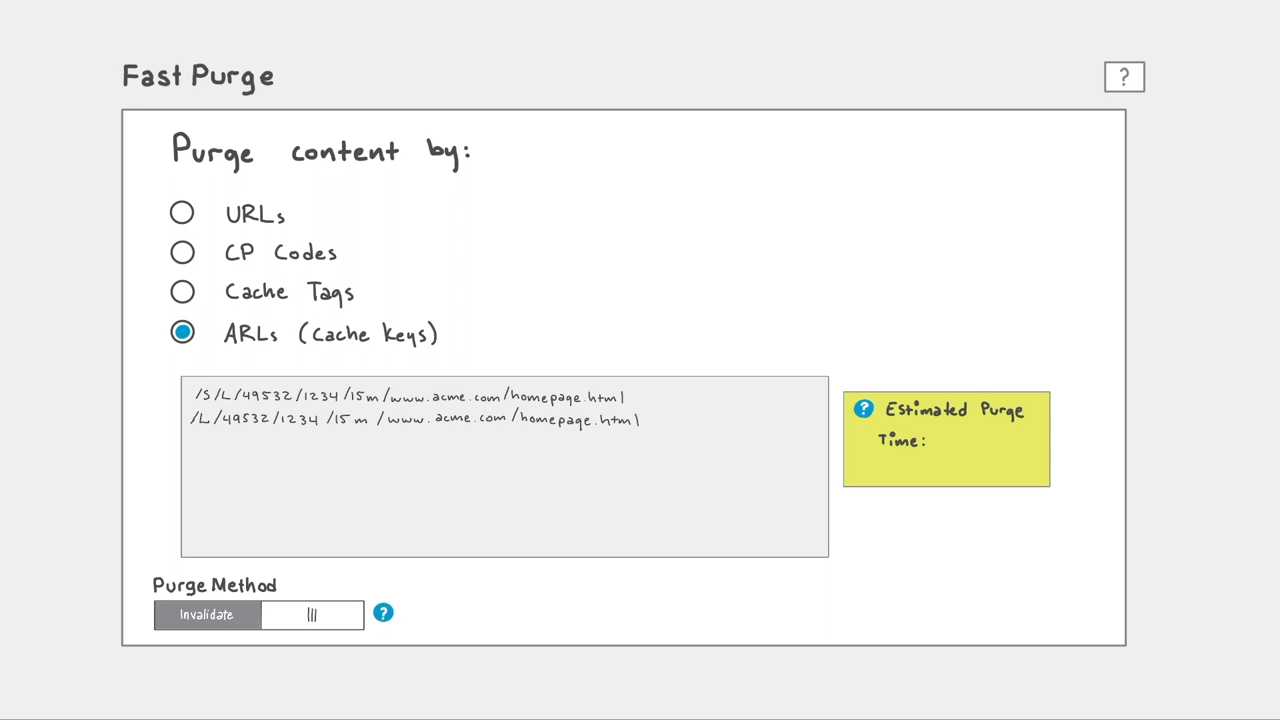 Fast Purge
?
Purge content by:
URLs
CP Codes
Cache Tags
ARLs (Cache Keys)
/S/L/49532/1234/15m/www.acme.com/homepage.html
/L/49532/1234/15m/www.acme.com/homepage.html
? Estimated Purge
Time:
Purge Method
Invalidate
?